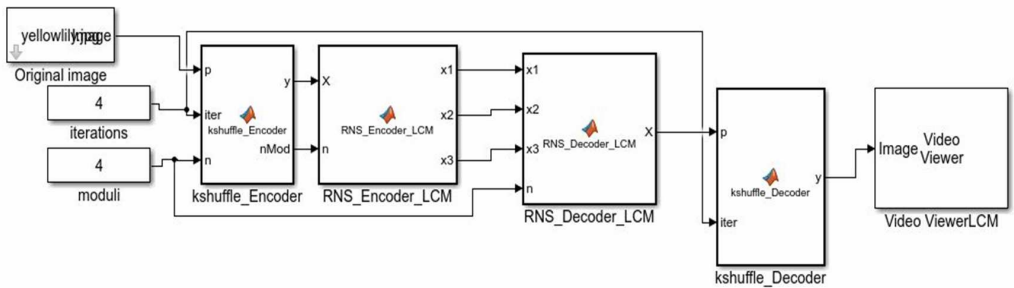 yellowlily.jpg Image
Original image
4
iterations
4
moduli
p
iter
n
y
nMod
kshuffle_Encoder
kshuffle_Encoder
X
n
x1
x2
x3
RNS_Encoder_LCM
RNS_Encoder_LCM
x1
x2
x3
n
X
RNS_Decoder_LCM
RNS_Decoder_LCM
p
iter
y
kshuffle_Decoder
kshuffle_Decoder
Image
Video
Viewer
Video ViewerLCM